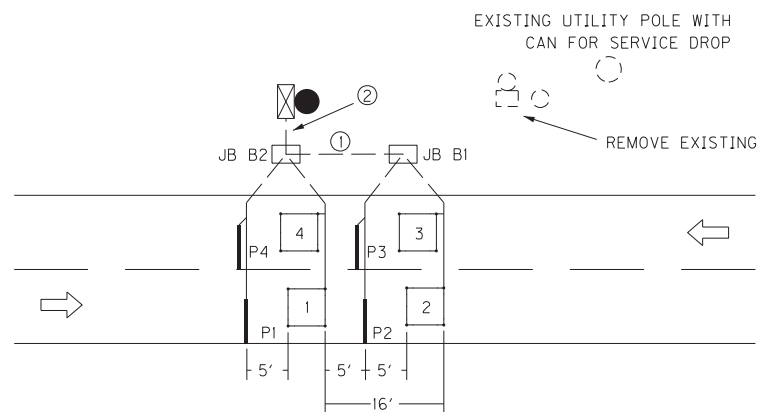 EXISTING UTILITY POLE WITH
CAN FOR SERVICE DROP
②
JB B2
①
JB B1
REMOVE EXISTING
4
3
P4
P3
1
2
P1
P2
5'
5'
5'
16'